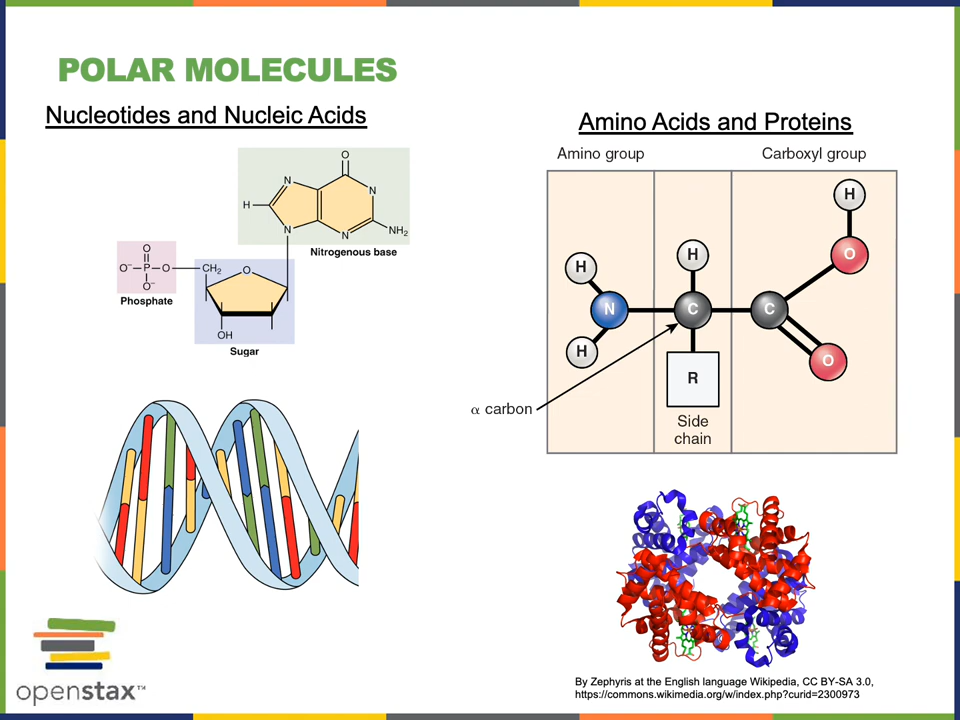 POLAR MOLECULES
Nucleotides and Nucleic Acids
O
N
N
H
N
N
NH₂
Nitrogenous base
O
O⁻ P O
O⁻
Phosphate
CH₂
O
OH
Sugar
Amino Acids and Proteins
Amino group
Carboxyl group
H
H
H
O
N
C
C
H
O
R
α carbon
Side
chain
openstax™
By Zephyris at the English language Wikipedia, CC BY-SA 3.0,
https://commons.wikimedia.org/w/index.php?curid=2300973